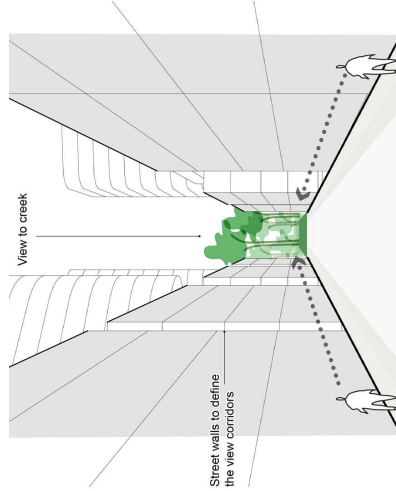 View to creek
Street walls to define
the view corridors